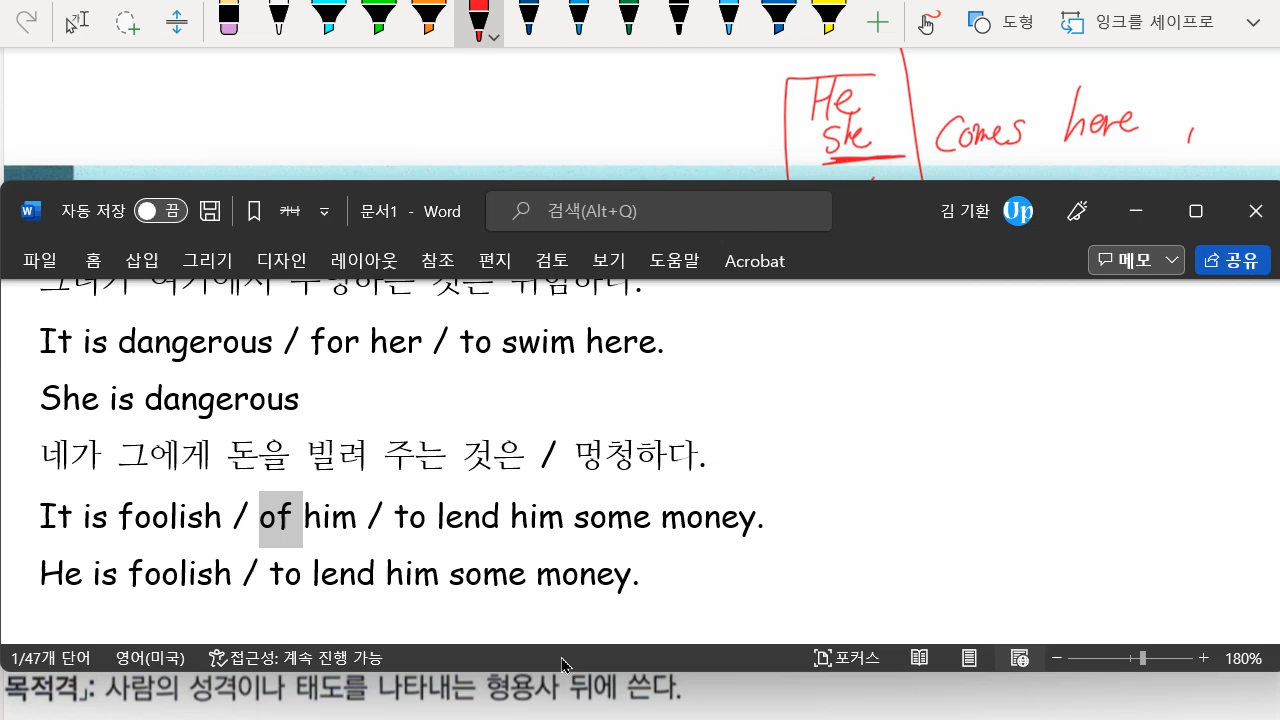 도형
잉크를 셰이프로
He
she
comes here ,
자동 저장 끔 가나 문서1 - Word 검색(Alt+Q) 김 기환 Up
파일 홈 삽입 그리기 디자인 레이아웃 참조 편지 검토 보기 도움말 Acrobat 메모 공유
It is dangerous / for her / to swim here.
She is dangerous
네가 그에게 돈을 빌려 주는 것은 / 멍청하다.
It is foolish / of him / to lend him some money.
He is foolish / to lend him some money.
1/47개 단어 영어(미국) 접근성: 계속 진행 가능 포커스 180%
목적격」: 사람의 성격이나 태도를 나타내는 형용사 뒤에 쓴다.